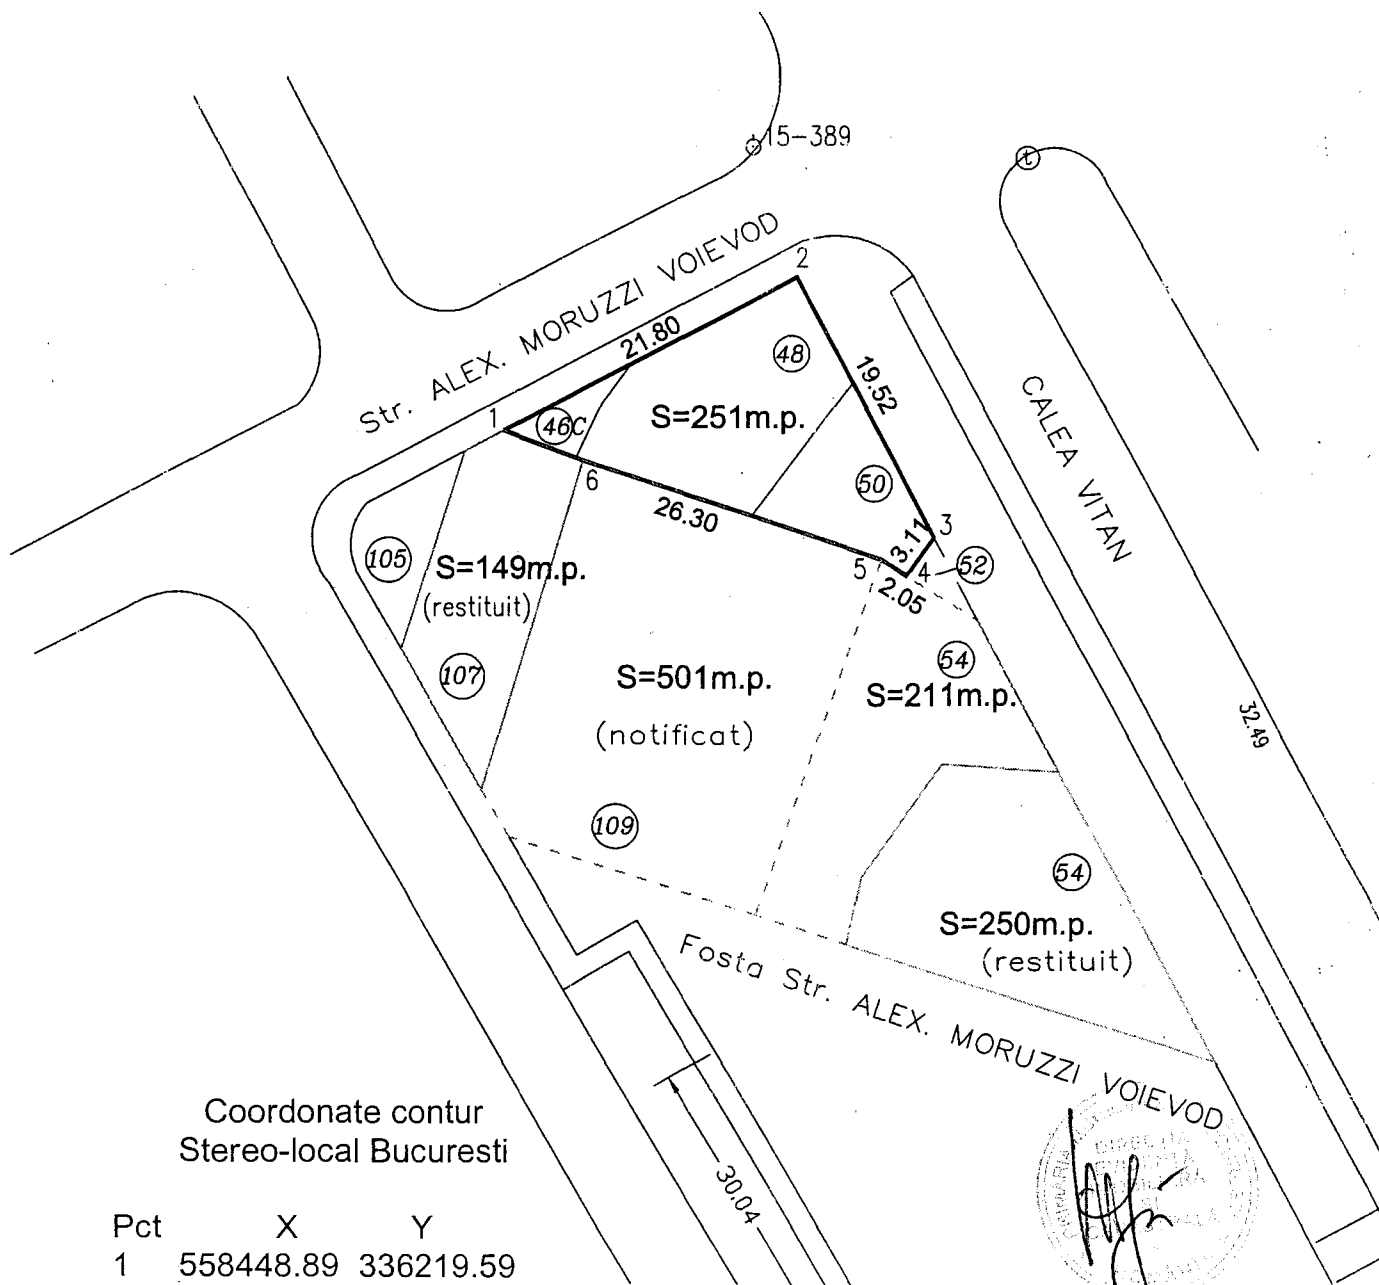 15-389
t
Str. ALEX. MORUZZI VOIEVOD
2
21.80
48
19.52
CALEA VITAN
1
46C
S=251m.p.
6
50
26.30
3
3.11
105
S=149m.p.
(restituit)
5
4
52
2.05
107
S=501m.p.
54
S=211m.p.
(notificat)
32.49
109
54
S=250m.p.
(restituit)
Fosta Str. ALEX. MORUZZI VOIEVOD
Coordonate contur
Stereo-local Bucuresti
30.04
Pct X Y
1 558448.89 336219.59